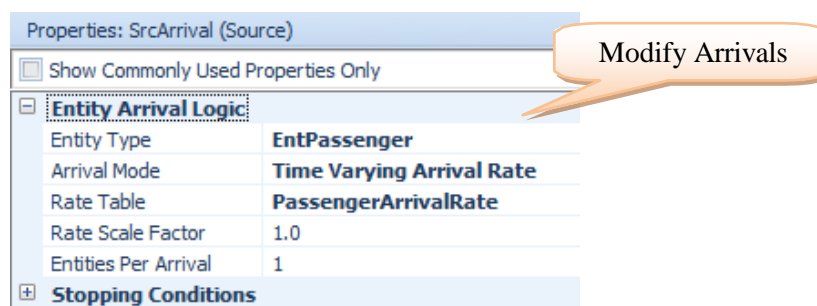 Properties: SrcArrival (Source)
Modify Arrivals
Show Commonly Used Properties Only
Entity Arrival Logic
Entity Type EntPassenger
Arrival Mode Time Varying Arrival Rate
Rate Table PassengerArrivalRate
Rate Scale Factor 1.0
Entities Per Arrival 1
Stopping Conditions